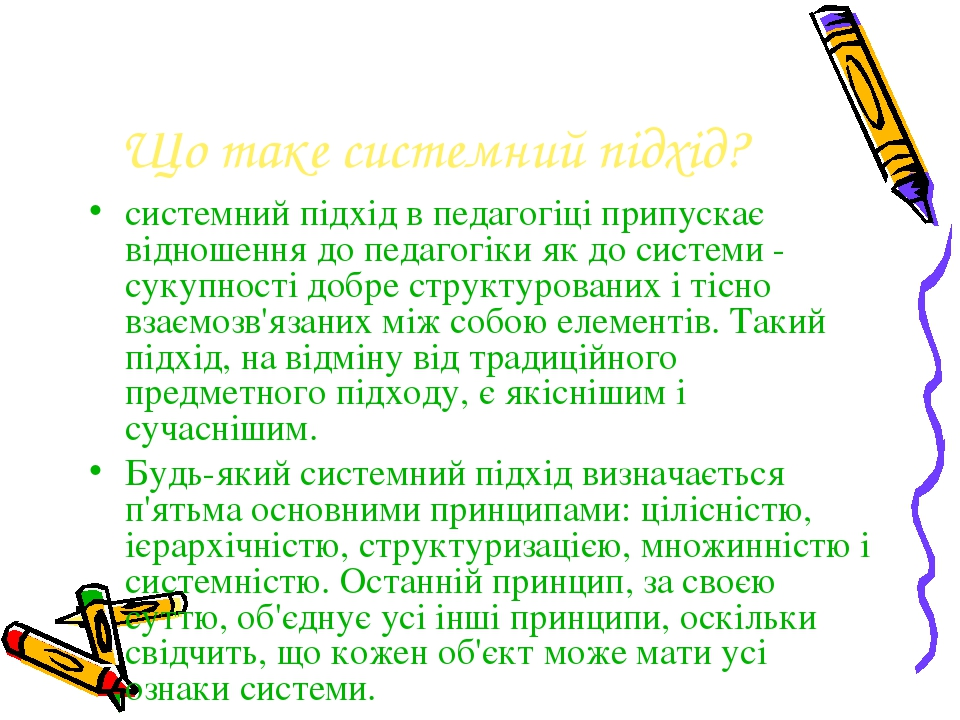 Що таке системний підхід?
• системний підхід в педагогіці припускає
відношення до педагогіки як до системи -
сукупності добре структурованих і тісно
взаємозв'язаних між собою елементів. Такий
підхід, на відміну від традиційного
предметного підходу, є якіснішим і
сучаснішим.
• Будь-який системний підхід визначається
п'ятьма основними принципами: цілісністю,
ієрархічністю, структуризацією, множинністю і
системністю. Останній принцип, за своєю
суттю, об'єднує усі інші принципи, оскільки
свідчить, що кожен об'єкт може мати усі
ознаки системи.